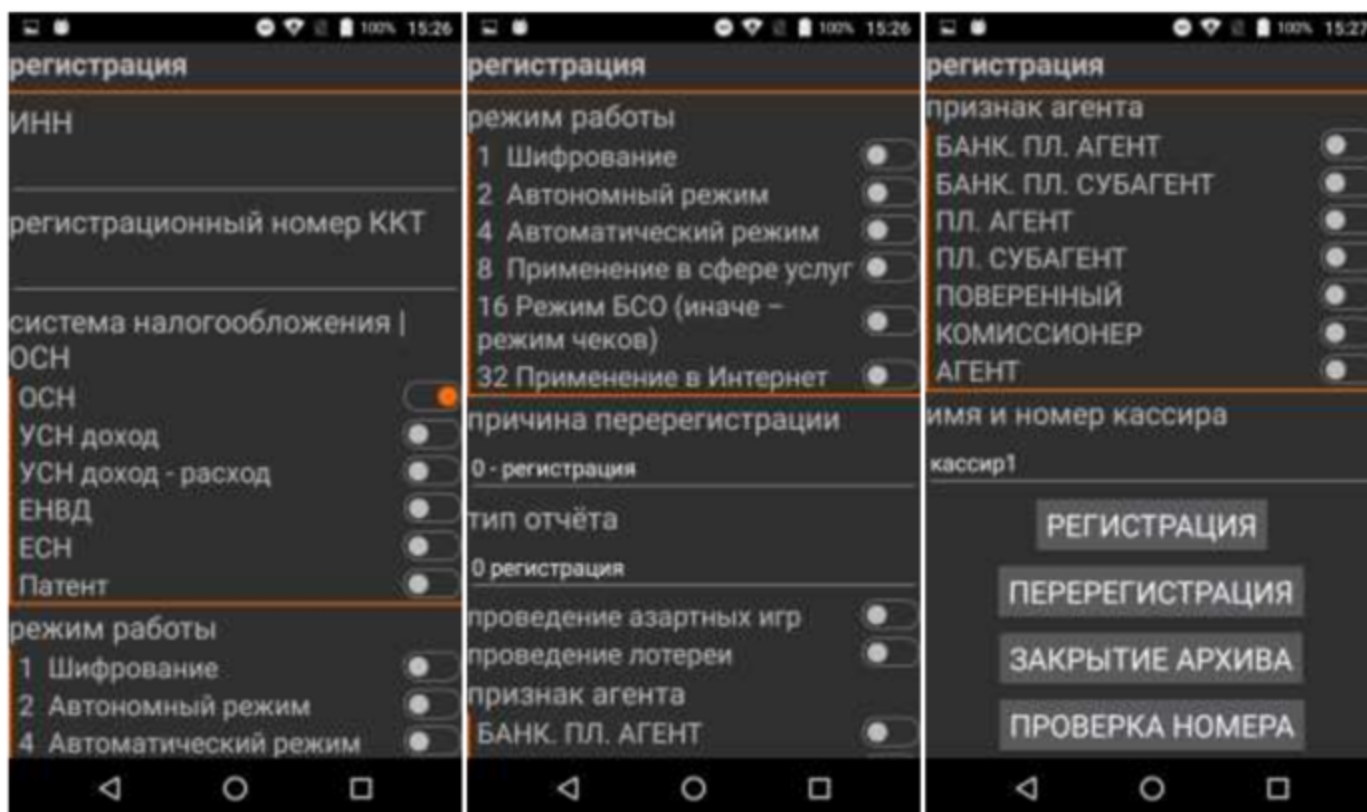 100% 15:26
регистрация
ИНН
регистрационный номер ККТ
система налогообложения |
ОСН
ОСН
УСН доход
УСН доход - расход
ЕНВД
ЕСН
Патент
режим работы
1 Шифрование
2 Автономный режим
4 Автоматический режим
100% 15:26
регистрация
режим работы
1 Шифрование
2 Автономный режим
4 Автоматический режим
8 Применение в сфере услуг
16 Режим БСО (иначе –
режим чеков)
32 Применение в Интернет
причина перерегистрации
0 - регистрация
тип отчёта
0 регистрация
проведение азартных игр
проведение лотереи
признак агента
БАНК. ПЛ. АГЕНТ
100% 15:27
регистрация
признак агента
БАНК. ПЛ. АГЕНТ
БАНК. ПЛ. СУБАГЕНТ
ПЛ. АГЕНТ
ПЛ. СУБАГЕНТ
ПОВЕРЕННЫЙ
КОМИССИОНЕР
АГЕНТ
имя и номер кассира
кассир1
РЕГИСТРАЦИЯ
ПЕРЕРЕГИСТРАЦИЯ
ЗАКРЫТИЕ АРХИВА
ПРОВЕРКА НОМЕРА